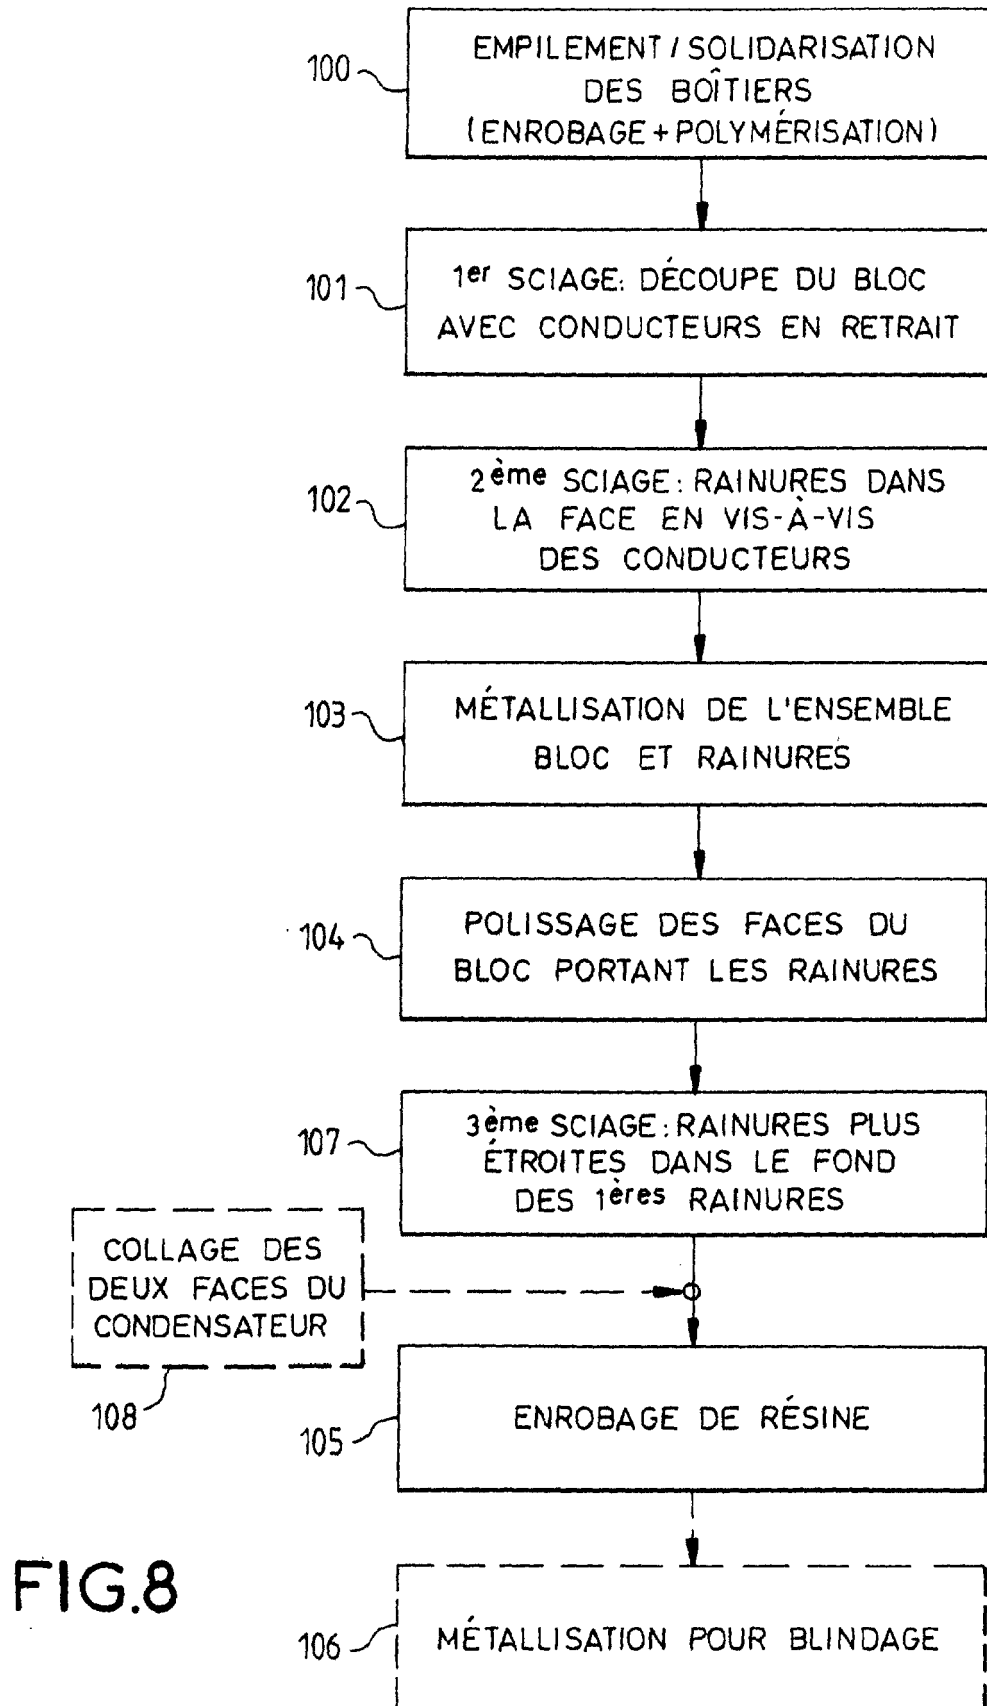 100
EMPILEMENT / SOLIDARISATION
DES BOÎTIERS
(ENROBAGE + POLYMÉRISATION)
101
1er SCIAGE: DÉCOUPE DU BLOC
AVEC CONDUCTEURS EN RETRAIT
102
2ème SCIAGE: RAINURES DANS
LA FACE EN VIS-À-VIS
DES CONDUCTEURS
103
MÉTALLISATION DE L'ENSEMBLE
BLOC ET RAINURES
104
POLISSAGE DES FACES DU
BLOC PORTANT LES RAINURES
107
3ème SCIAGE: RAINURES PLUS
ÉTROITES DANS LE FOND
DES 1ères RAINURES
COLLAGE DES
DEUX FACES DU
CONDENSATEUR
108
105
ENROBAGE DE RÉSINE
FIG.8
106
MÉTALLISATION POUR BLINDAGE